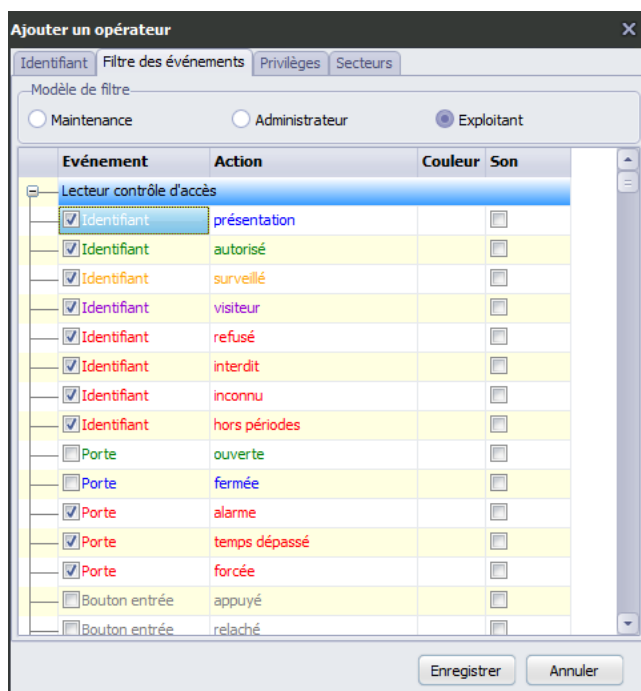 Ajouter un opérateur
Identifiant Filtre des événements Privilèges Secteurs
Modèle de filtre
Maintenance Administrateur Exploitant
Evénement Action Couleur Son
Lecteur contrôle d'accès
Identifiant présentation
Identifiant autorisé
Identifiant surveillé
Identifiant visiteur
Identifiant refusé
Identifiant interdit
Identifiant inconnu
Identifiant hors périodes
Porte ouverte
Porte fermée
Porte alarme
Porte temps dépassé
Porte forcée
Bouton entrée appuyé
Bouton entrée relaché
Enregistrer Annuler